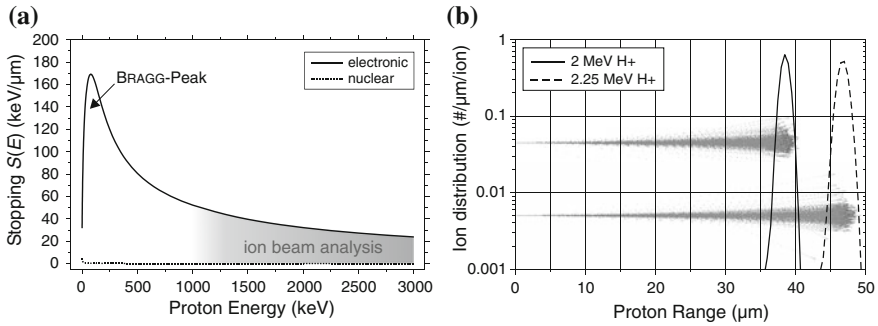 (a)
200
180
160
140
120
100
80
60
40
20
0
Stopping S(E) (keV/µm)
BRAGG-Peak
electronic
nuclear
ion beam analysis
0 500 1000 1500 2000 2500 3000
Proton Energy (keV)
(b)
1
0.1
0.01
0.001
Ion distribution (#/µm/ion)
2 MeV H+
2.25 MeV H+
0 10 20 30 40 50
Proton Range (µm)